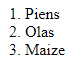 1. Piens
2. Olas
3. Maize